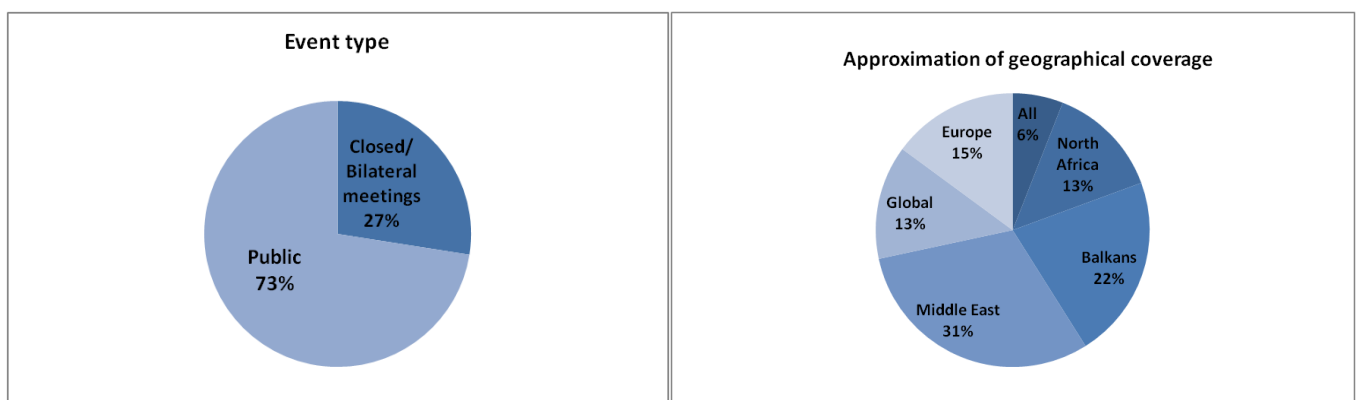 Event type
Closed/
Bilateral
meetings
27%
Public
73%
Approximation of geographical coverage
All
6%
North
Africa
13%
Balkans
22%
Middle East
31%
Global
13%
Europe
15%